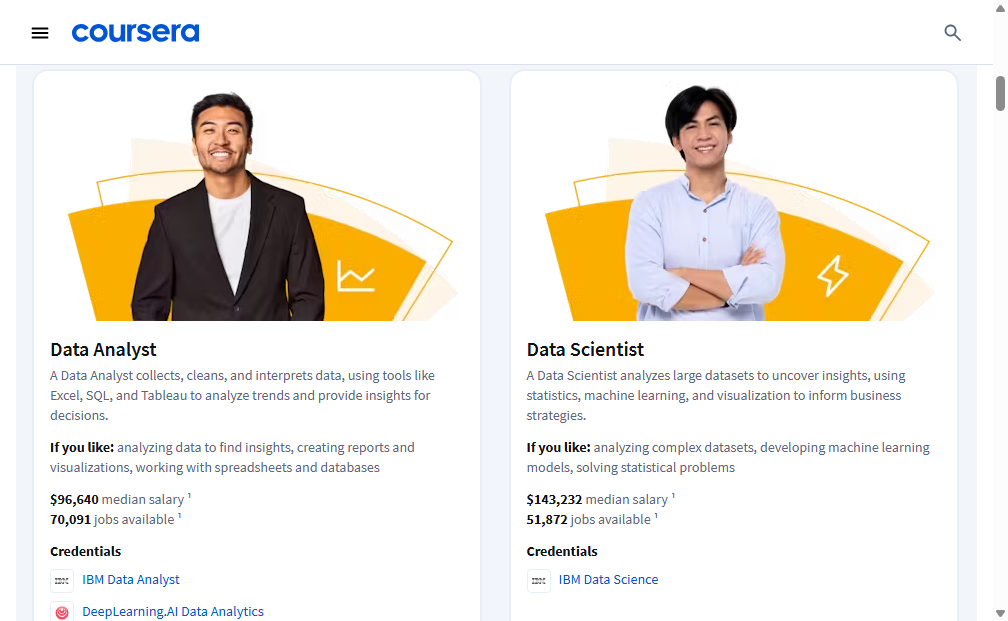 coursera
Data Analyst
A Data Analyst collects, cleans, and interprets data, using tools like
Excel, SQL, and Tableau to analyze trends and provide insights for
decisions.
If you like: analyzing data to find insights, creating reports and
visualizations, working with spreadsheets and databases
$96,640 median salary ¹
70,091 jobs available ¹
Credentials
IBM
IBM Data Analyst
DeepLearning.AI Data Analytics
Data Scientist
A Data Scientist analyzes large datasets to uncover insights, using
statistics, machine learning, and visualization to inform business
strategies.
If you like: analyzing complex datasets, developing machine learning
models, solving statistical problems
$143,232 median salary ¹
51,872 jobs available ¹
Credentials
IBM
IBM Data Science